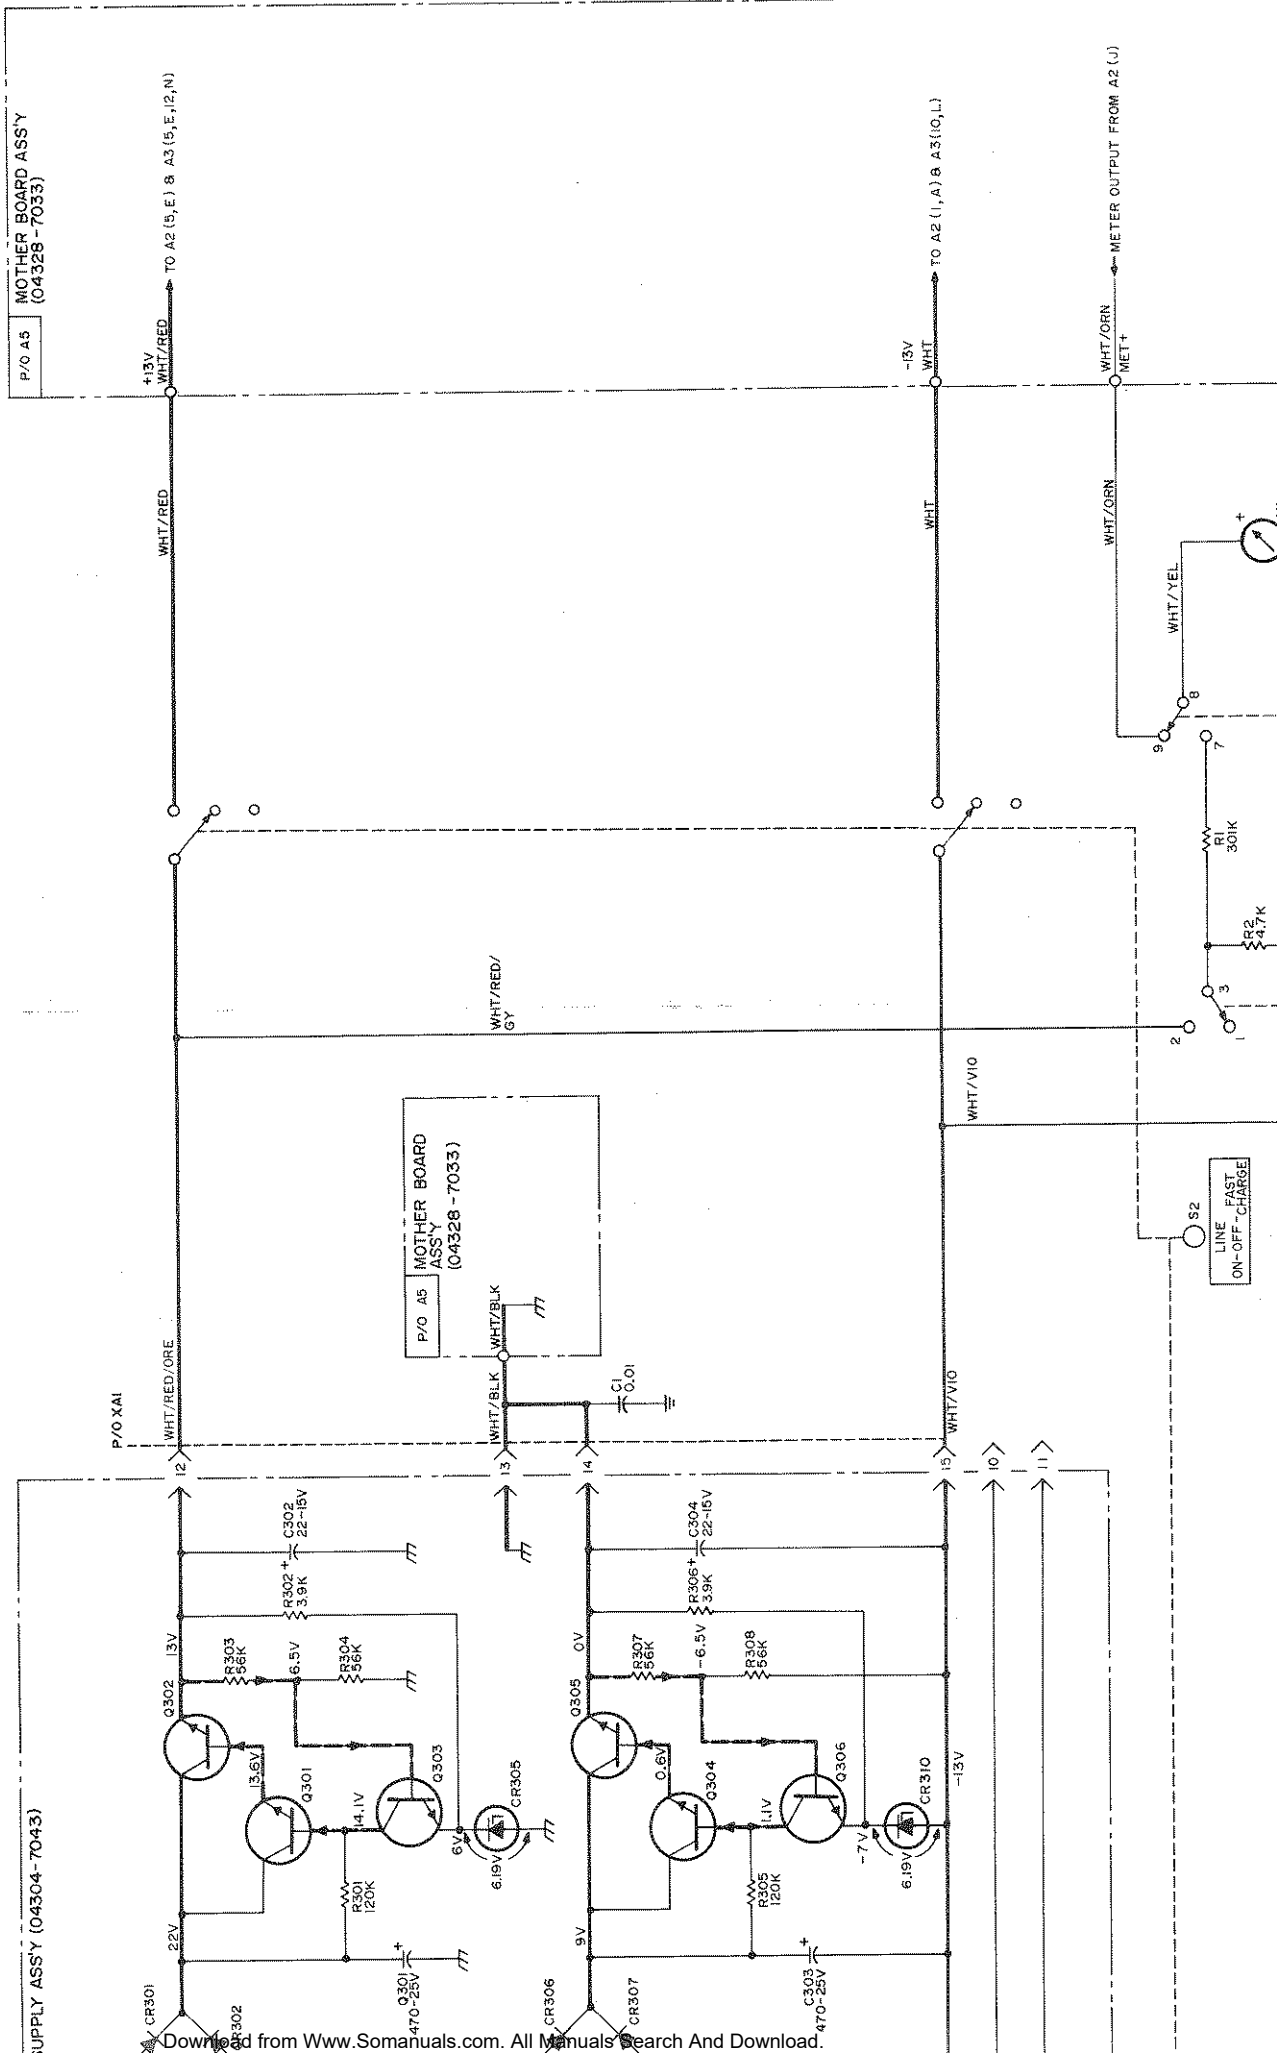 P/O A5
MOTHER BOARD ASS'Y
(04328-7033)
+13V
WHT/RED
TO A2 (5,E) & A3 (5,E,12,N)
WHT/RED
-13V
WHT
TO A2 (1,A) & A3 (10,L)
WHT
WHT/ORN
MET+
METER OUTPUT FROM A2 (J)
WHT/ORN
WHT/YEL
+
9
8
7
R1
301K
R2
4.7K
3
2
1
WHT/RED/
GY
WHT/VIO
P/O A5
MOTHER BOARD
ASS'Y
(04328-7033)
WHT/BLK
WHT/BLK
C1
0.01
S2
LINE
ON-OFF-FAST
CHARGE
P/O XA1
WHT/RED/ORE
WHT/VIO
12
13
14
15
10
11
SUPPLY ASS'Y (04304-7043)
CR301
CR302
22V
Q301
470-25V
+
R301
120K
Q301
13.6V
14.1V
Q302
13V
R303
56K
6.5V
R304
56K
Q303
6V
CR305
6.19V
R302
3.9K
+
C302
22-15V
CR306
CR307
9V
C303
470-25V
+
R305
120K
Q304
0.6V
1.1V
Q305
0V
R307
56K
-6.5V
R308
56K
Q306
-7V
CR310
6.19V
R306
3.9K
+
C304
22-15V
-13V
Download from Www.Somanuals.com. All Manuals Search And Download.